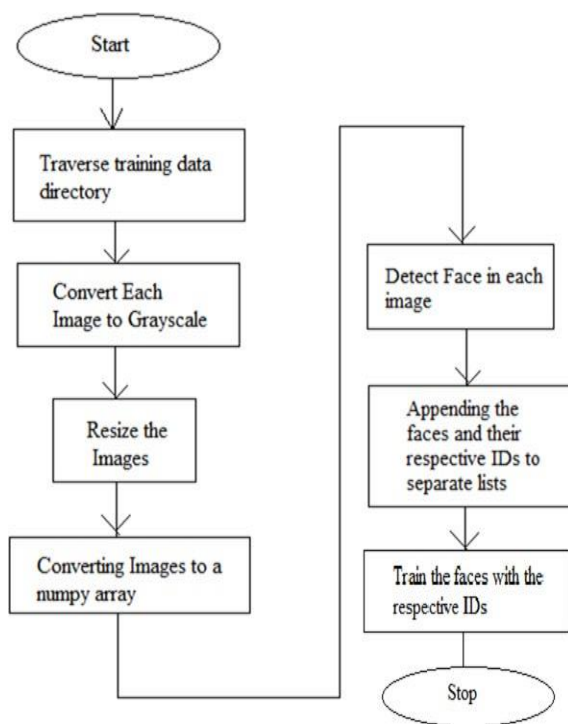 Start
Traverse training data
directory
Convert Each
Image to Grayscale
Resize the
Images
Converting Images to a
numpy array
Detect Face in each
image
Appending the
faces and their
respective IDs to
separate lists
Train the faces with the
respective IDs
Stop